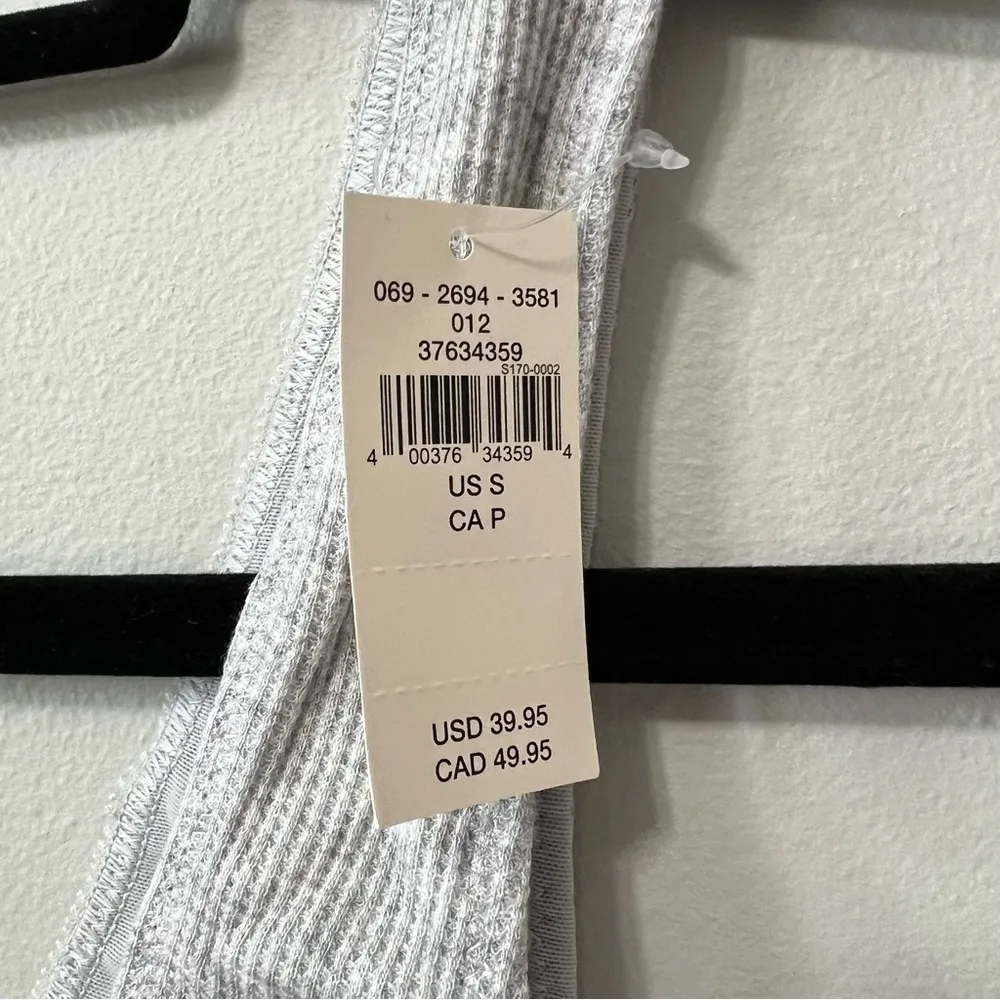 069 - 2694 - 3581
012
37634359
S170-0002
4 00376 34359 4
US S
CA P
USD 39.95
CAD 49.95